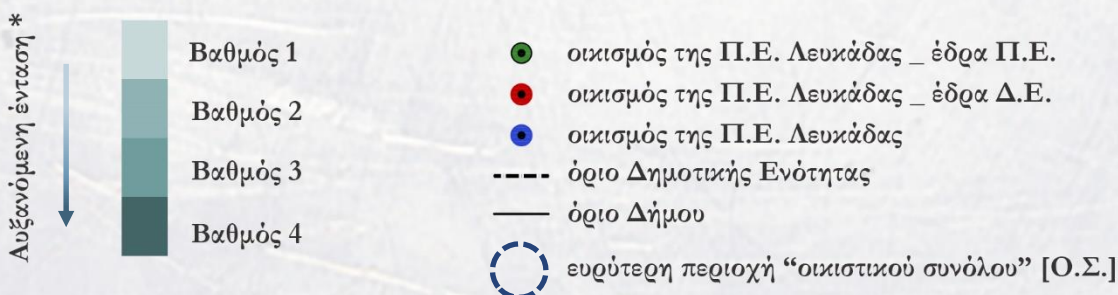 Αυξανόμενη ένταση *
Βαθμός 1
Βαθμός 2
Βαθμός 3
Βαθμός 4
οικισμός της Π.Ε. Λευκάδας _ έδρα Π.Ε.
οικισμός της Π.Ε. Λευκάδας _ έδρα Δ.Ε.
οικισμός της Π.Ε. Λευκάδας
όριο Δημοτικής Ενότητας
όριο Δήμου
ευρύτερη περιοχή “οικιστικού συνόλου” [Ο.Σ.]